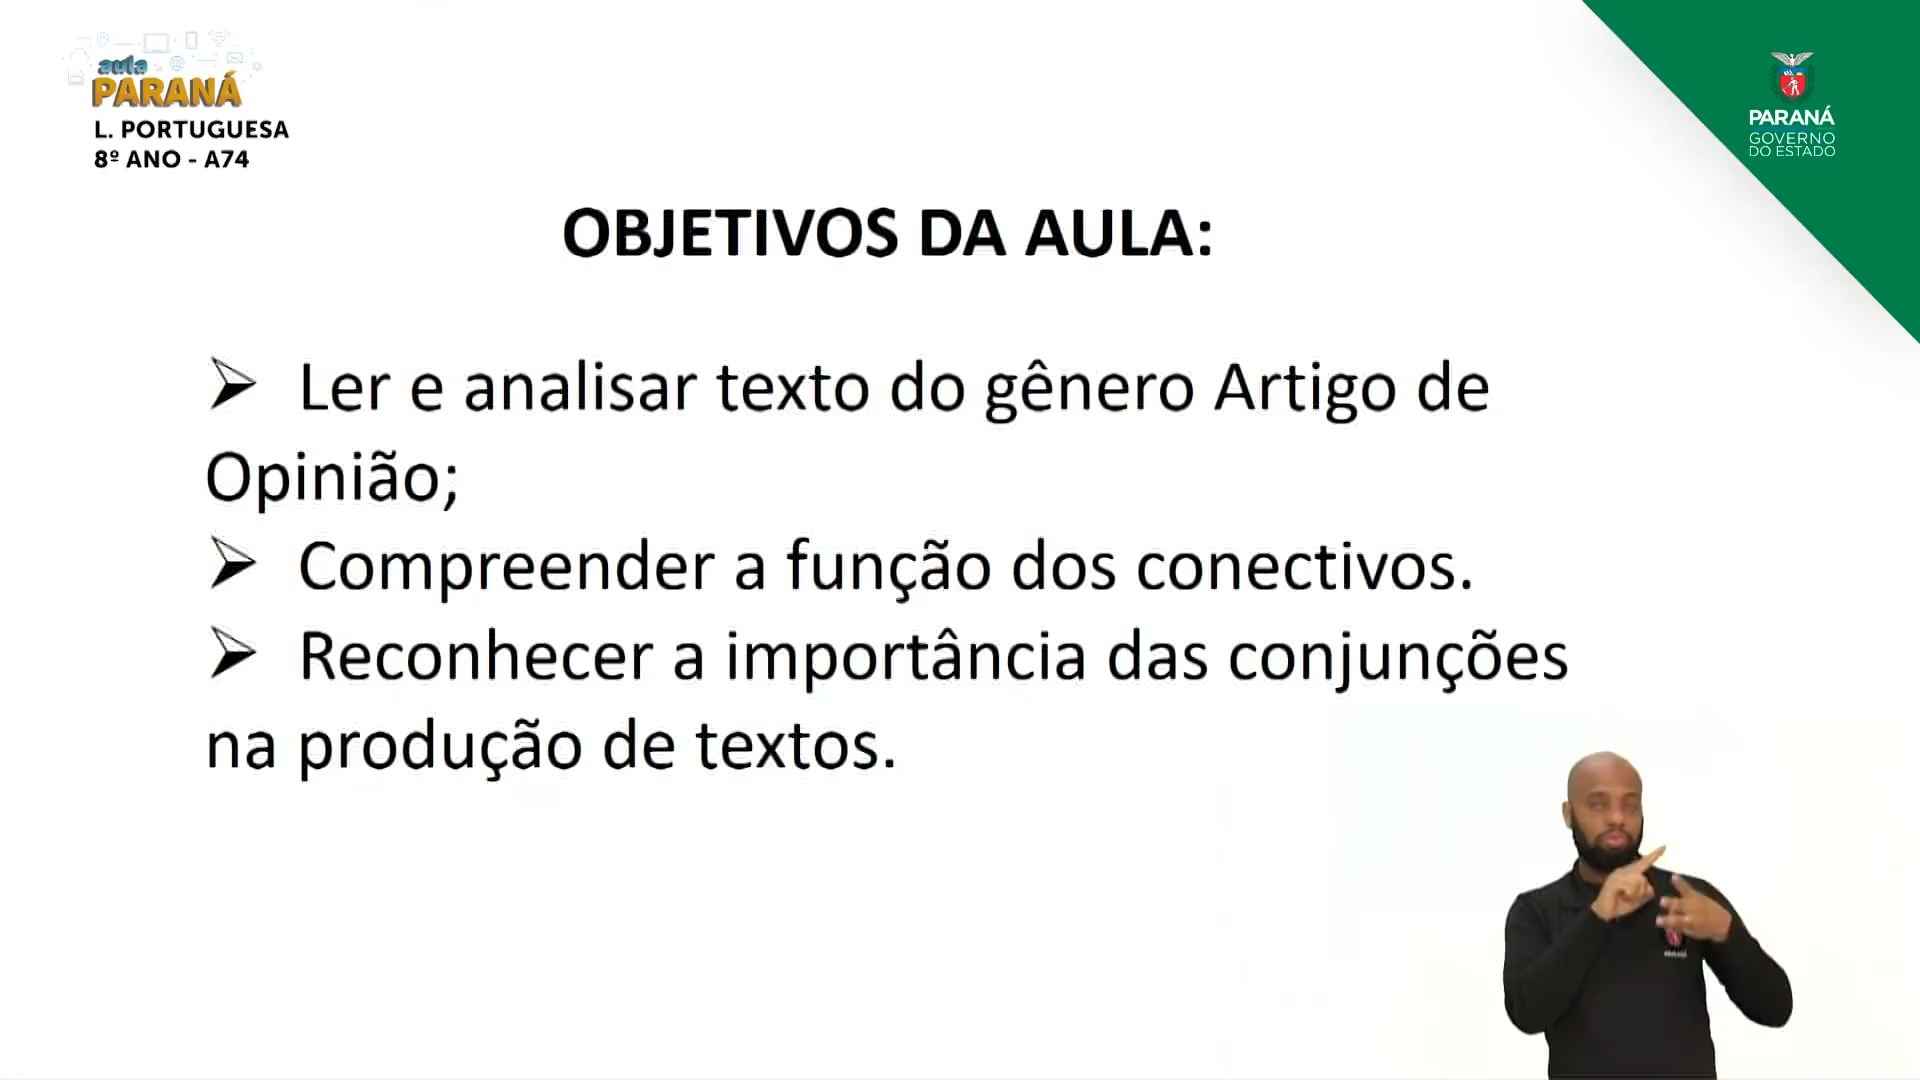 aula
PARANÁ
L. PORTUGUESA
8º ANO - A74
PARANÁ
GOVERNO
DO ESTADO
OBJETIVOS DA AULA:
➢ Ler e analisar texto do gênero Artigo de
Opinião;
➢ Compreender a função dos conectivos.
➢ Reconhecer a importância das conjunções
na produção de textos.